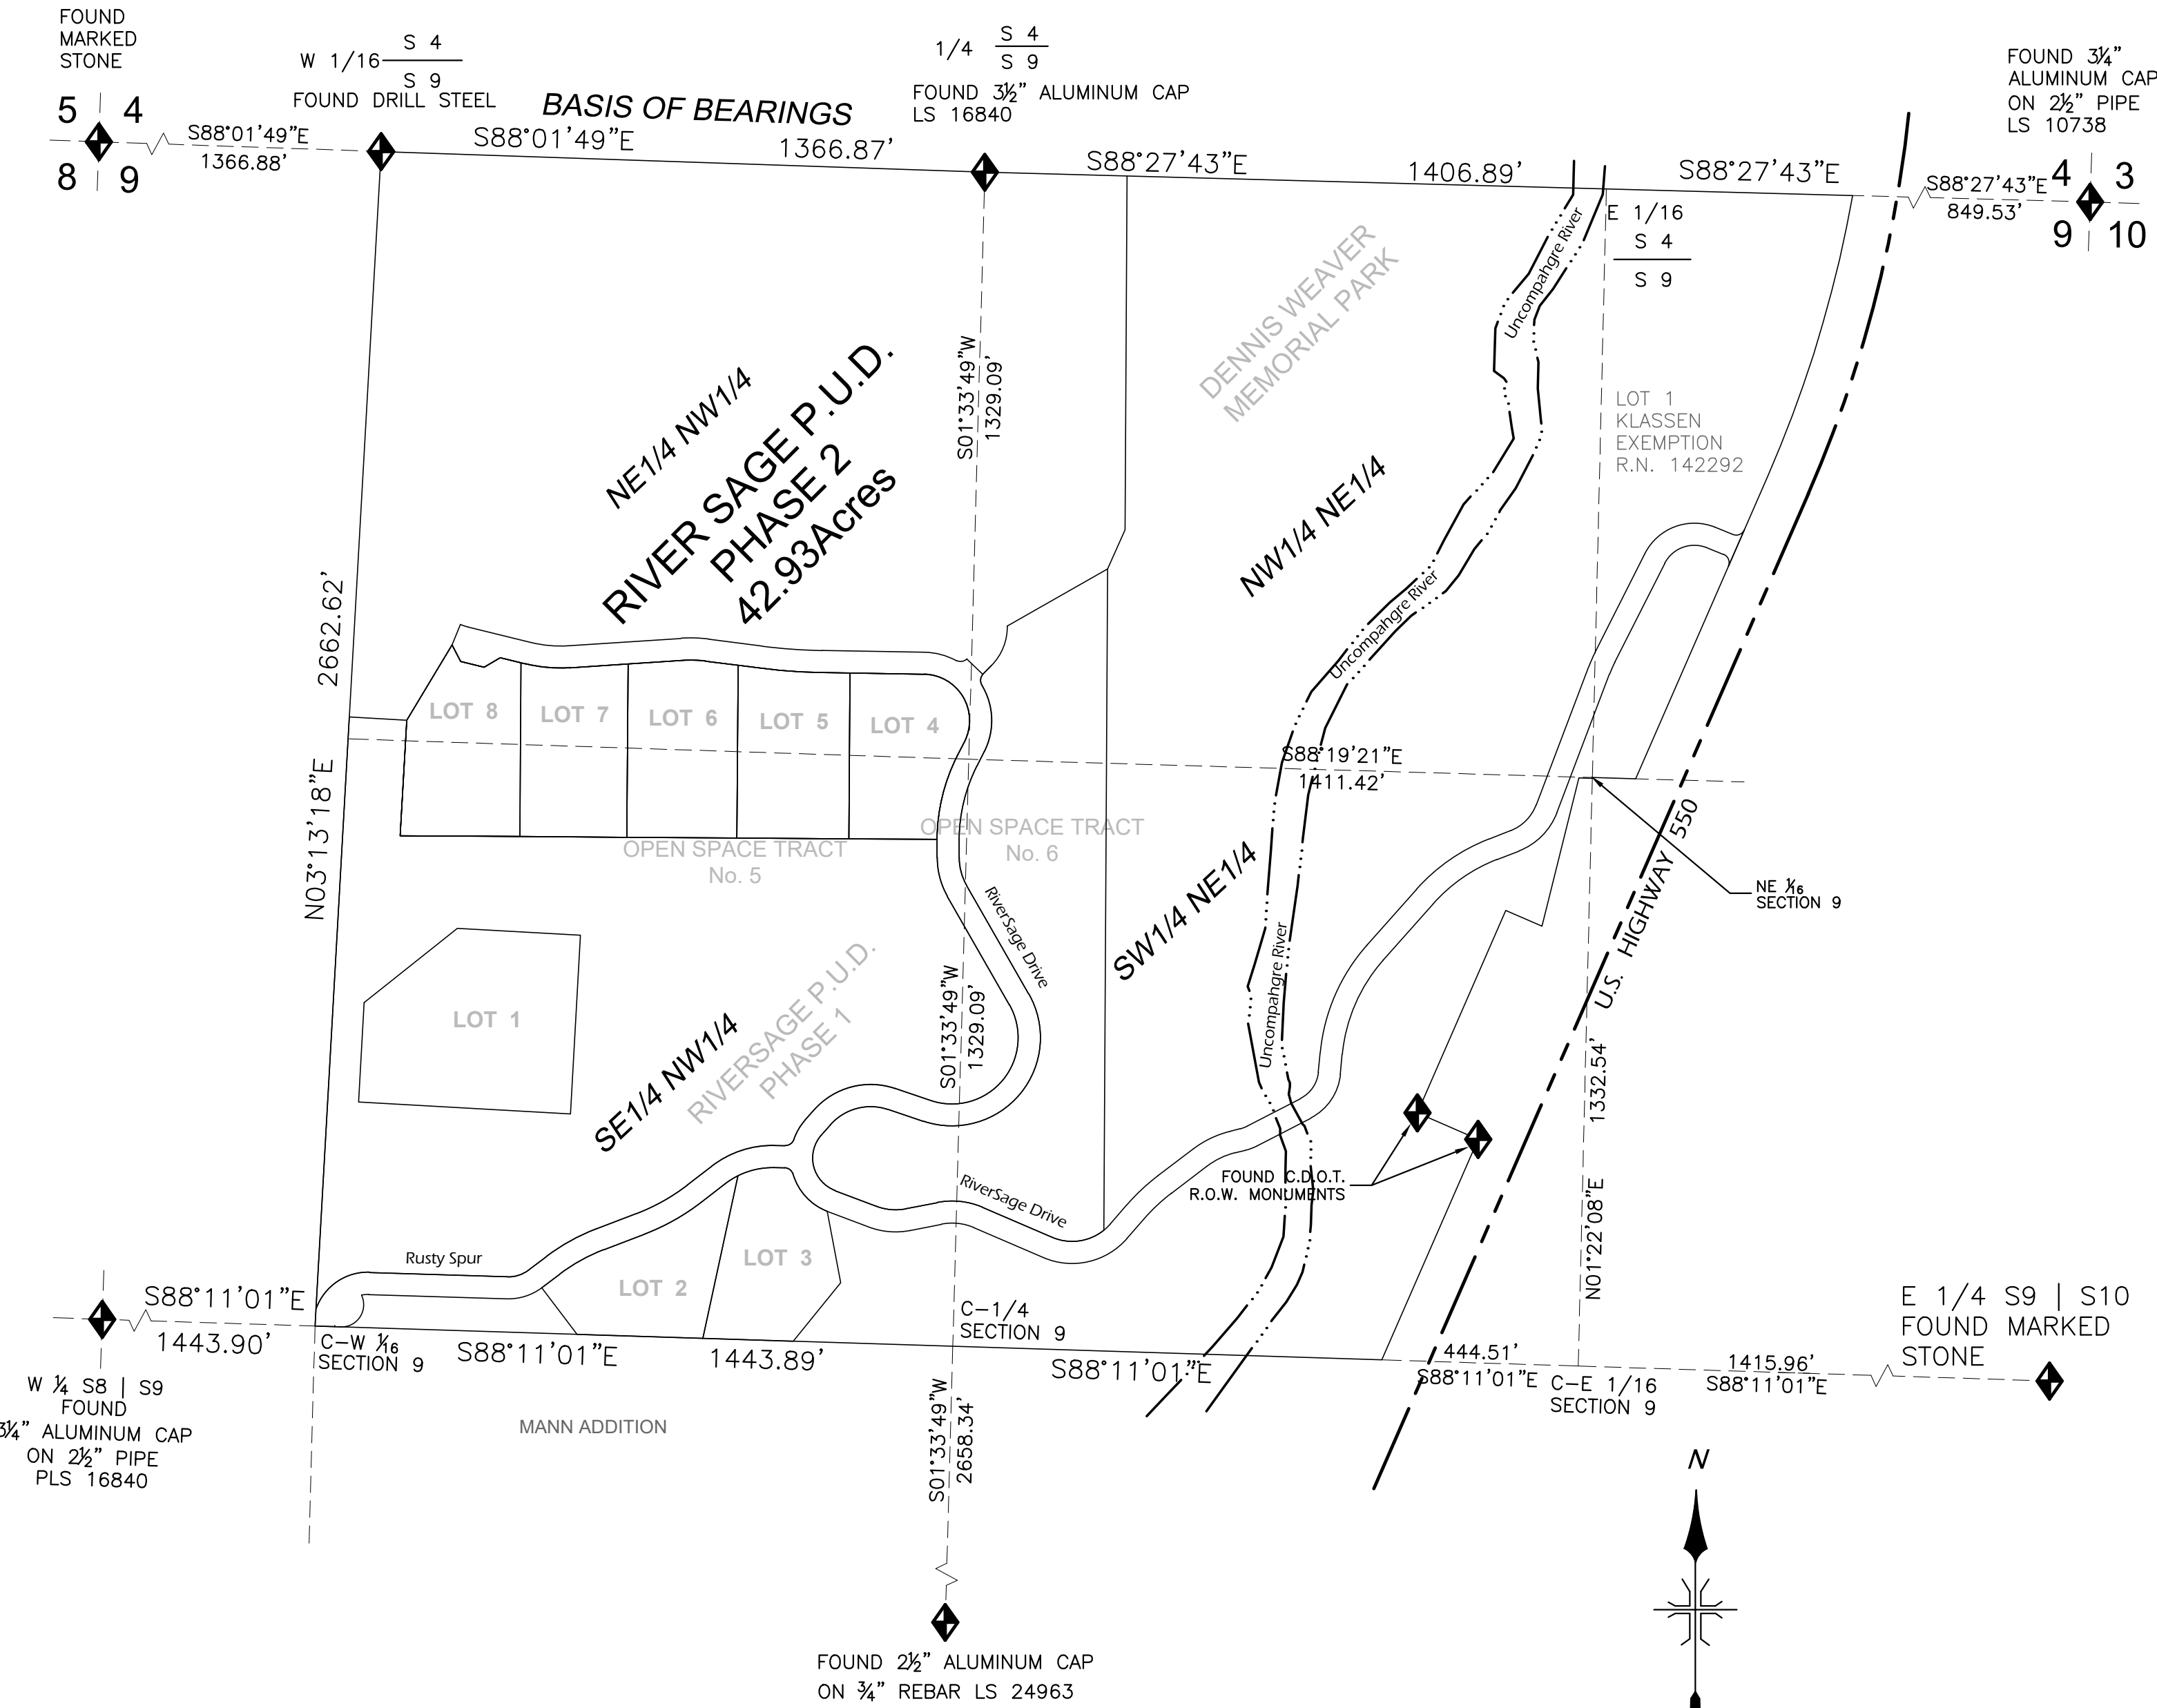 FOUND
MARKED
STONE
5 4
8 9
S88°01'49"E
1366.88'
W 1/16
S 4
S 9
FOUND DRILL STEEL
BASIS OF BEARINGS
S88°01'49"E
1366.87'
1/4
S 4
S 9
FOUND 3½" ALUMINUM CAP
LS 16840
S88°27'43"E
1406.89'
S88°27'43"E
FOUND 3¼"
ALUMINUM CAP
ON 2½" PIPE
LS 10738
S88°27'43"E
849.53'
4 3
9 10
E 1/16
S 4
S 9
Uncompahgre River
DENNIS WEAVER
MEMORIAL PARK
LOT 1
KLASSEN
EXEMPTION
R.N. 142292
NE1/4 NW1/4
RIVER SAGE P.U.D.
PHASE 2
42.93Acres
S01°33'49"W
1329.09'
NW1/4 NE1/4
Uncompahgre River
N03°13'18"E
2662.62'
LOT 8
LOT 7
LOT 6
LOT 5
LOT 4
S88°19'21"E
1411.42'
OPEN SPACE TRACT
No. 5
OPEN SPACE TRACT
No. 6
U.S. HIGHWAY 550
NE 1⁄16
SECTION 9
RiverSage Drive
SW1/4 NE1/4
Uncompahgre River
LOT 1
SE1/4 NW1/4
RIVERSAGE P.U.D.
PHASE 1
S01°33'49"W
1329.09'
1332.54'
N01°22'08"E
FOUND C.D.O.T.
R.O.W. MONUMENTS
RiverSage Drive
Rusty Spur
LOT 2
LOT 3
S88°11'01"E
1443.90'
C-W 1⁄16
SECTION 9
S88°11'01"E
1443.89'
C-1/4
SECTION 9
S88°11'01"E
444.51'
S88°11'01"E
C-E 1/16
SECTION 9
1415.96'
S88°11'01"E
E 1/4 S9 | S10
FOUND MARKED
STONE
W ¼ S8 | S9
FOUND
3¼" ALUMINUM CAP
ON 2½" PIPE
PLS 16840
MANN ADDITION
S01°33'49"W
2658.34'
N
FOUND 2½" ALUMINUM CAP
ON ¾" REBAR LS 24963